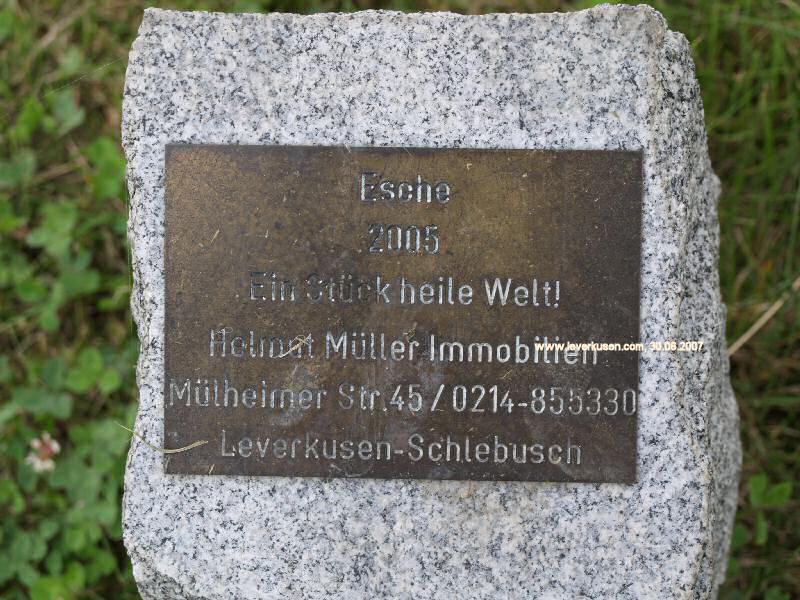 Esche
2005
Ein Stück heile Welt!
Helmut Müller Immobilien
www.leverkusen.com, 30.06.2007
Mülheimer Str.45 / 0214-855330
Leverkusen-Schlebusch